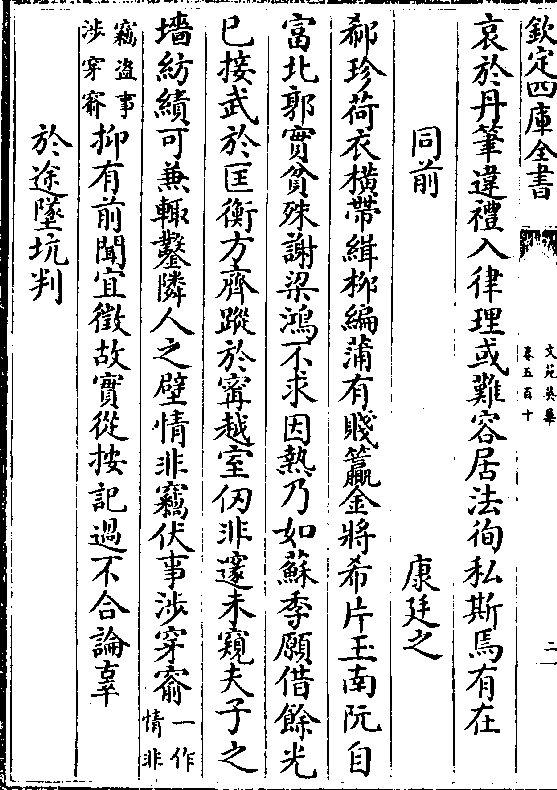 欽定四庫全書
文苑英華
卷五百十
二
哀於丹筆違禮入律理或難容居法徇私斯焉有在
同前 康廷之
郗珍荷衣橫帶緝柳編蒲有賤籯金將希片玉南阮自
富北郭實貧殊謝梁鴻不求因熱乃如蘇季願借餘光
已接武於匡衡方齊蹤於甯越室仞非邃未窺夫子之
墻紡績可兼輙鑿隣人之壁情非竊伏事涉穿窬一作情非
竊盜事涉穿窬抑有前聞宜徵故實從按記過不合論辜
於途墜坑判